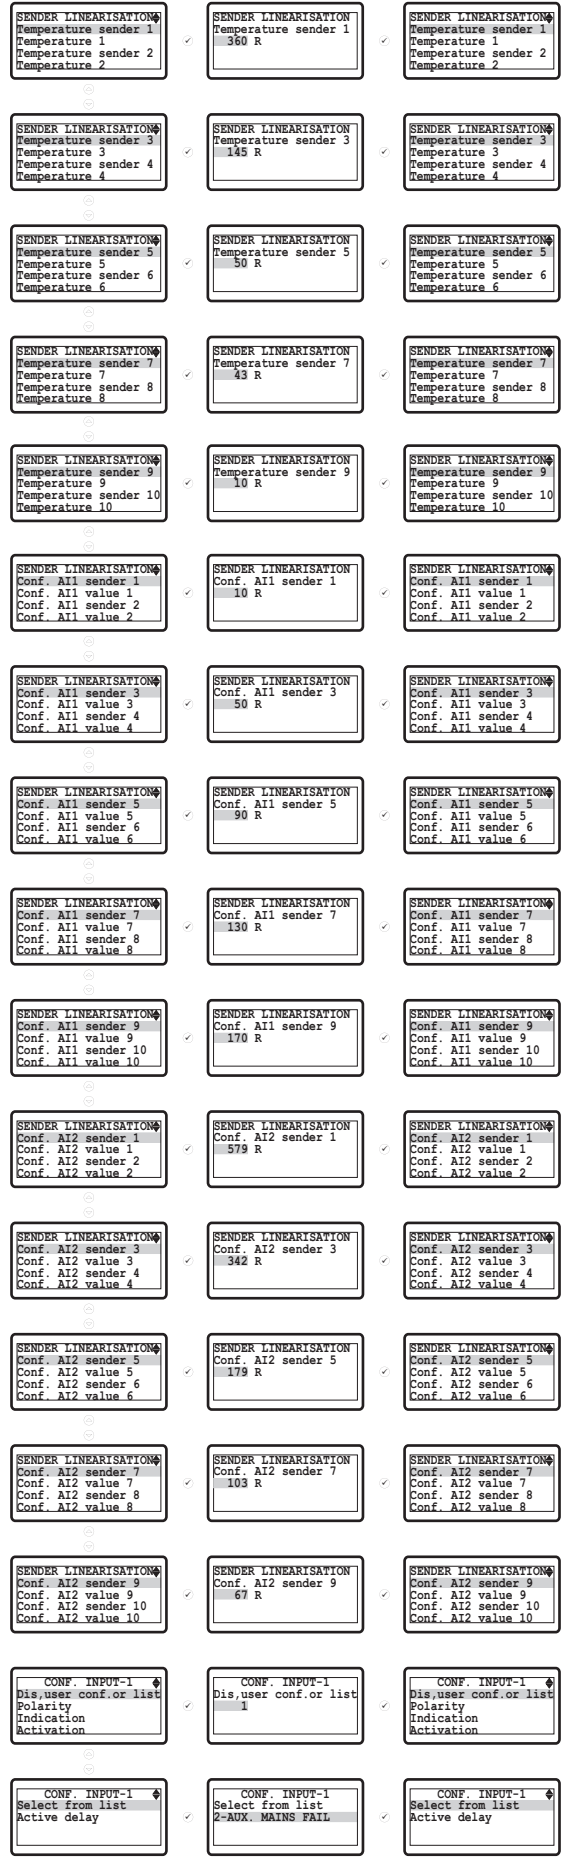 SENDER LINEARISATION
Temperature sender 1
Temperature 1
Temperature sender 2
Temperature 2
SENDER LINEARISATION
Temperature sender 1
360 R
SENDER LINEARISATION
Temperature sender 1
Temperature 1
Temperature sender 2
Temperature 2
SENDER LINEARISATION
Temperature sender 3
Temperature 3
Temperature sender 4
Temperature 4
SENDER LINEARISATION
Temperature sender 3
145 R
SENDER LINEARISATION
Temperature sender 3
Temperature 3
Temperature sender 4
Temperature 4
SENDER LINEARISATION
Temperature sender 5
Temperature 5
Temperature sender 6
Temperature 6
SENDER LINEARISATION
Temperature sender 5
50 R
SENDER LINEARISATION
Temperature sender 5
Temperature 5
Temperature sender 6
Temperature 6
SENDER LINEARISATION
Temperature sender 7
Temperature 7
Temperature sender 8
Temperature 8
SENDER LINEARISATION
Temperature sender 7
43 R
SENDER LINEARISATION
Temperature sender 7
Temperature 7
Temperature sender 8
Temperature 8
SENDER LINEARISATION
Temperature sender 9
Temperature 9
Temperature sender 10
Temperature 10
SENDER LINEARISATION
Temperature sender 9
10 R
SENDER LINEARISATION
Temperature sender 9
Temperature 9
Temperature sender 10
Temperature 10
SENDER LINEARISATION
Conf. AI1 sender 1
Conf. AI1 value 1
Conf. AI1 sender 2
Conf. AI1 value 2
SENDER LINEARISATION
Conf. AI1 sender 1
10 R
SENDER LINEARISATION
Conf. AI1 sender 1
Conf. AI1 value 1
Conf. AI1 sender 2
Conf. AI1 value 2
SENDER LINEARISATION
Conf. AI1 sender 3
Conf. AI1 value 3
Conf. AI1 sender 4
Conf. AI1 value 4
SENDER LINEARISATION
Conf. AI1 sender 3
50 R
SENDER LINEARISATION
Conf. AI1 sender 3
Conf. AI1 value 3
Conf. AI1 sender 4
Conf. AI1 value 4
SENDER LINEARISATION
Conf. AI1 sender 5
Conf. AI1 value 5
Conf. AI1 sender 6
Conf. AI1 value 6
SENDER LINEARISATION
Conf. AI1 sender 5
90 R
SENDER LINEARISATION
Conf. AI1 sender 5
Conf. AI1 value 5
Conf. AI1 sender 6
Conf. AI1 value 6
SENDER LINEARISATION
Conf. AI1 sender 7
Conf. AI1 value 7
Conf. AI1 sender 8
Conf. AI1 value 8
SENDER LINEARISATION
Conf. AI1 sender 7
130 R
SENDER LINEARISATION
Conf. AI1 sender 7
Conf. AI1 value 7
Conf. AI1 sender 8
Conf. AI1 value 8
SENDER LINEARISATION
Conf. AI1 sender 9
Conf. AI1 value 9
Conf. AI1 sender 10
Conf. AI1 value 10
SENDER LINEARISATION
Conf. AI1 sender 9
170 R
SENDER LINEARISATION
Conf. AI1 sender 9
Conf. AI1 value 9
Conf. AI1 sender 10
Conf. AI1 value 10
SENDER LINEARISATION
Conf. AI2 sender 1
Conf. AI2 value 1
Conf. AI2 sender 2
Conf. AI2 value 2
SENDER LINEARISATION
Conf. AI2 sender 1
579 R
SENDER LINEARISATION
Conf. AI2 sender 1
Conf. AI2 value 1
Conf. AI2 sender 2
Conf. AI2 value 2
SENDER LINEARISATION
Conf. AI2 sender 3
Conf. AI2 value 3
Conf. AI2 sender 4
Conf. AI2 value 4
SENDER LINEARISATION
Conf. AI2 sender 3
342 R
SENDER LINEARISATION
Conf. AI2 sender 3
Conf. AI2 value 3
Conf. AI2 sender 4
Conf. AI2 value 4
SENDER LINEARISATION
Conf. AI2 sender 5
Conf. AI2 value 5
Conf. AI2 sender 6
Conf. AI2 value 6
SENDER LINEARISATION
Conf. AI2 sender 5
179 R
SENDER LINEARISATION
Conf. AI2 sender 5
Conf. AI2 value 5
Conf. AI2 sender 6
Conf. AI2 value 6
SENDER LINEARISATION
Conf. AI2 sender 7
Conf. AI2 value 7
Conf. AI2 sender 8
Conf. AI2 value 8
SENDER LINEARISATION
Conf. AI2 sender 7
103 R
SENDER LINEARISATION
Conf. AI2 sender 7
Conf. AI2 value 7
Conf. AI2 sender 8
Conf. AI2 value 8
SENDER LINEARISATION
Conf. AI2 sender 9
Conf. AI2 value 9
Conf. AI2 sender 10
Conf. AI2 value 10
SENDER LINEARISATION
Conf. AI2 sender 9
67 R
SENDER LINEARISATION
Conf. AI2 sender 9
Conf. AI2 value 9
Conf. AI2 sender 10
Conf. AI2 value 10
CONF. INPUT-1
Dis,user conf.or list
Polarity
Indication
Activation
CONF. INPUT-1
Dis,user conf.or list
1
CONF. INPUT-1
Dis,user conf.or list
Polarity
Indication
Activation
CONF. INPUT-1
Select from list
Active delay
CONF. INPUT-1
Select from list
2-AUX. MAINS FAIL
CONF. INPUT-1
Select from list
Active delay